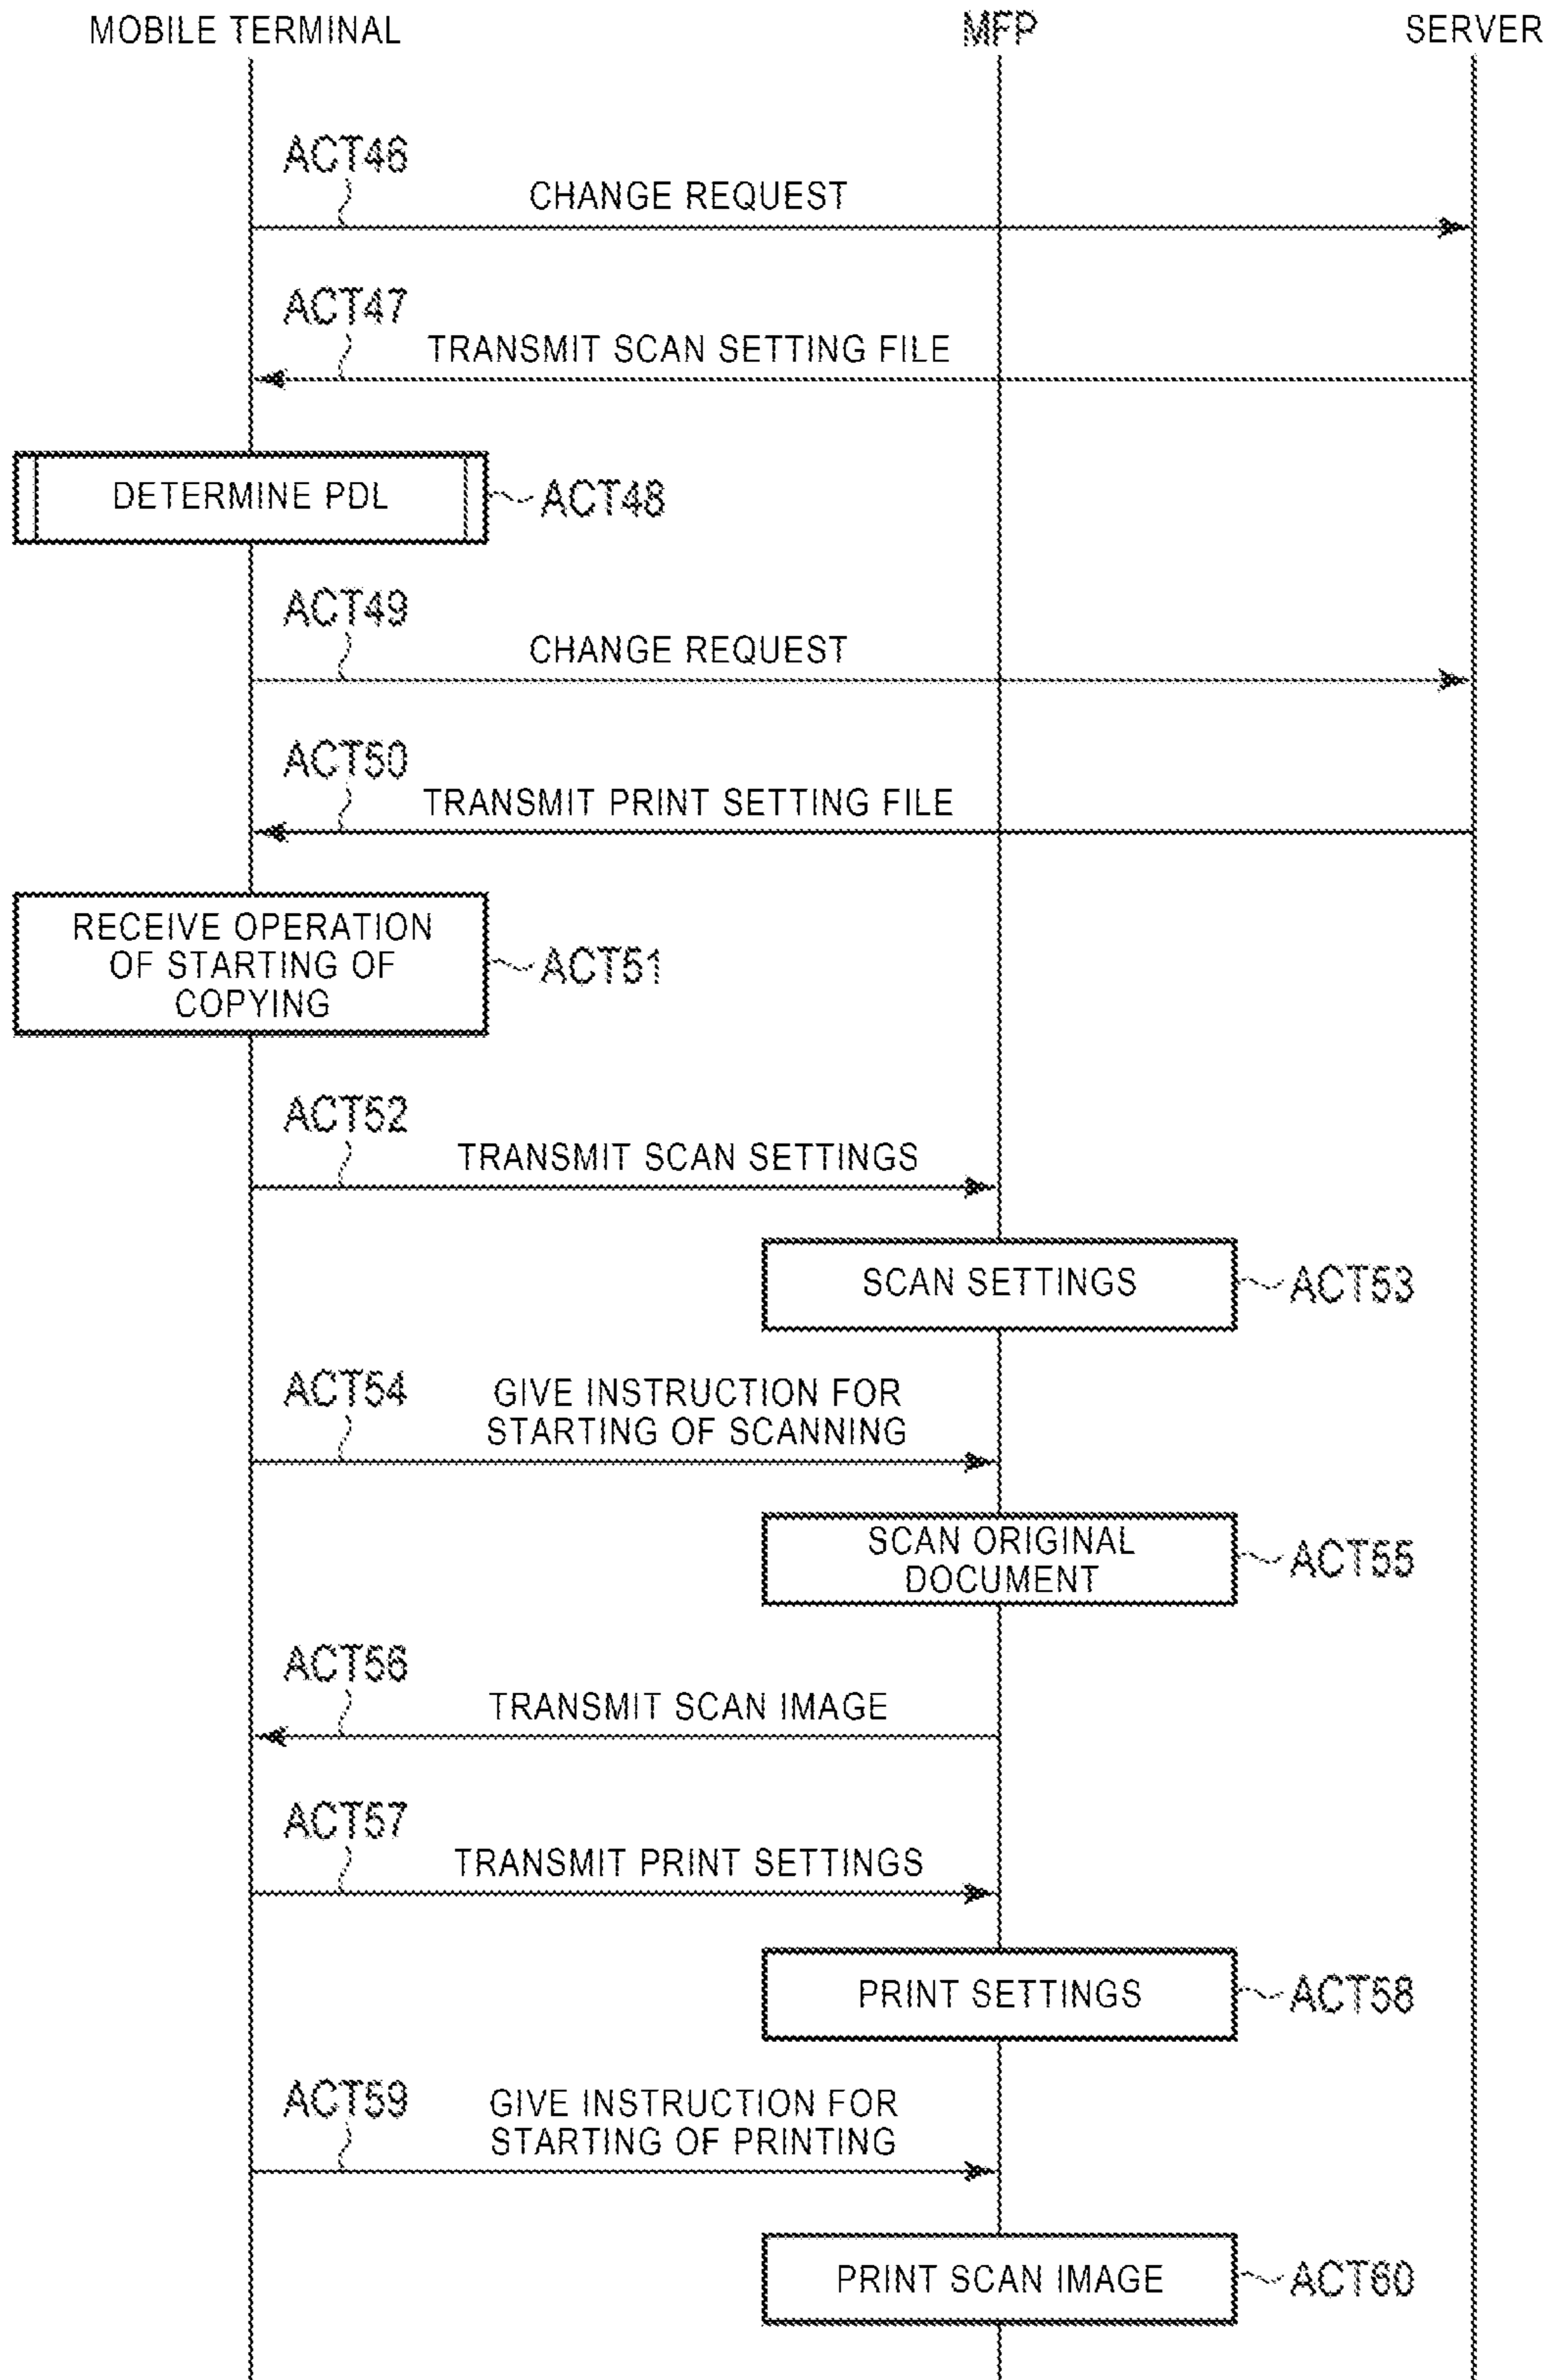 MOBILE TERMINAL
MFP
SERVER
ACT46
CHANGE REQUEST
ACT47
TRANSMIT SCAN SETTING FILE
DETERMINE PDL
ACT48
ACT49
CHANGE REQUEST
ACT50
TRANSMIT PRINT SETTING FILE
RECEIVE OPERATION
OF STARTING OF
COPYING
ACT51
ACT52
TRANSMIT SCAN SETTINGS
SCAN SETTINGS
ACT53
ACT54
GIVE INSTRUCTION FOR
STARTING OF SCANNING
SCAN ORIGINAL
DOCUMENT
ACT55
ACT56
TRANSMIT SCAN IMAGE
ACT57
TRANSMIT PRINT SETTINGS
PRINT SETTINGS
ACT58
ACT59
GIVE INSTRUCTION FOR
STARTING OF PRINTING
PRINT SCAN IMAGE
ACT60